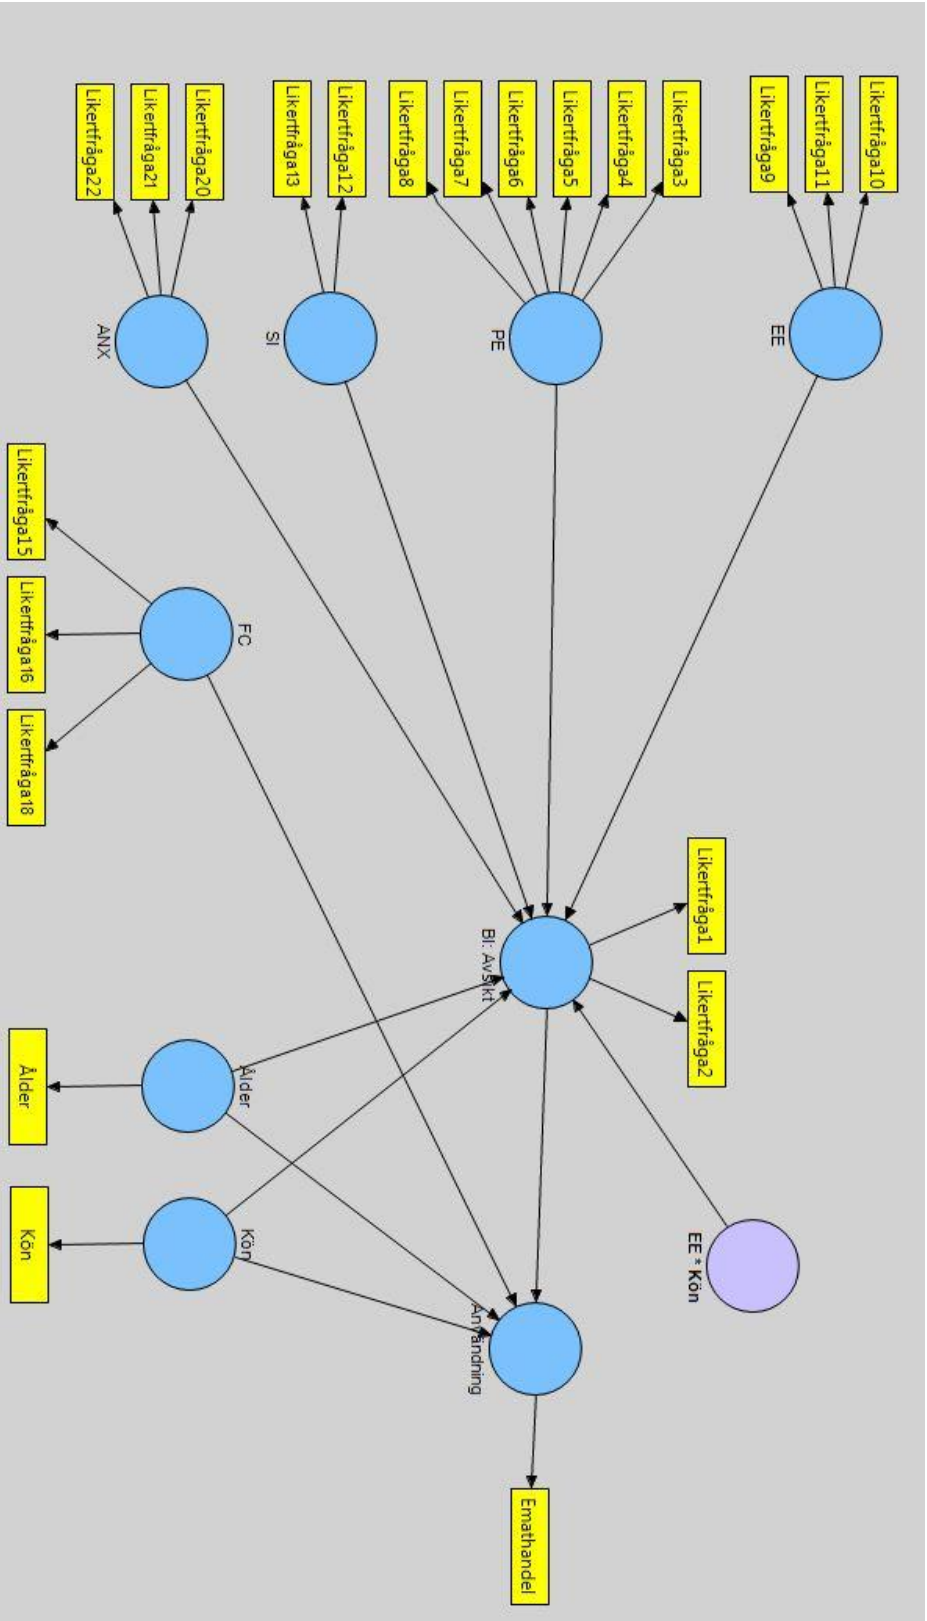 Likertfråga10
Likertfråga11
Likertfråga9
EE
Likertfråga1
Likertfråga2
EE * Kön
Likertfråga3
Likertfråga4
Likertfråga5
Likertfråga6
Likertfråga7
Likertfråga8
PE
BI: Avsikt
Användning
Emathandel
Likertfråga12
Likertfråga13
SI
Likertfråga20
Likertfråga21
Likertfråga22
ANX
FC
Ålder
Kön
Likertfråga15
Likertfråga16
Likertfråga18
Ålder
Kön